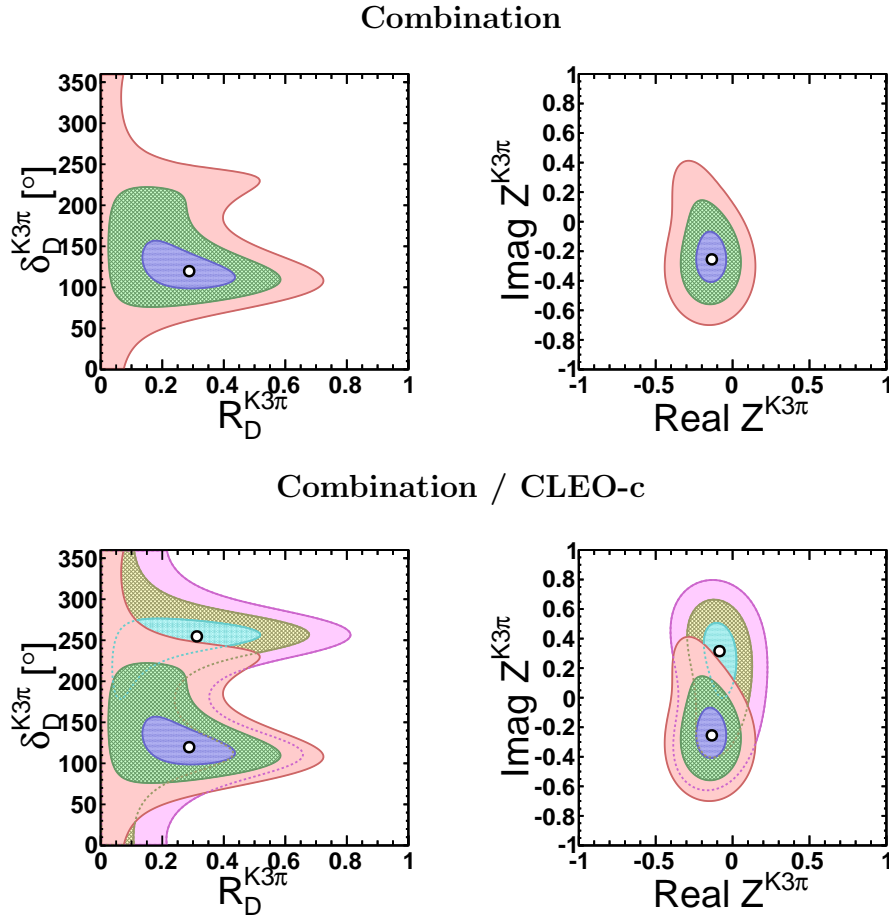 Combination
350
300
250
200
150
100
50
0
δ_D^{K3π} [°]
0 0.2 0.4 0.6 0.8 1
R_D^{K3π}
1
0.8
0.6
0.4
0.2
0
-0.2
-0.4
-0.6
-0.8
-1
Imag Z^{K3π}
-1 -0.5 0 0.5 1
Real Z^{K3π}
Combination / CLEO-c
350
300
250
200
150
100
50
0
δ_D^{K3π} [°]
0 0.2 0.4 0.6 0.8 1
R_D^{K3π}
1
0.8
0.6
0.4
0.2
0
-0.2
-0.4
-0.6
-0.8
-1
Imag Z^{K3π}
-1 -0.5 0 0.5 1
Real Z^{K3π}